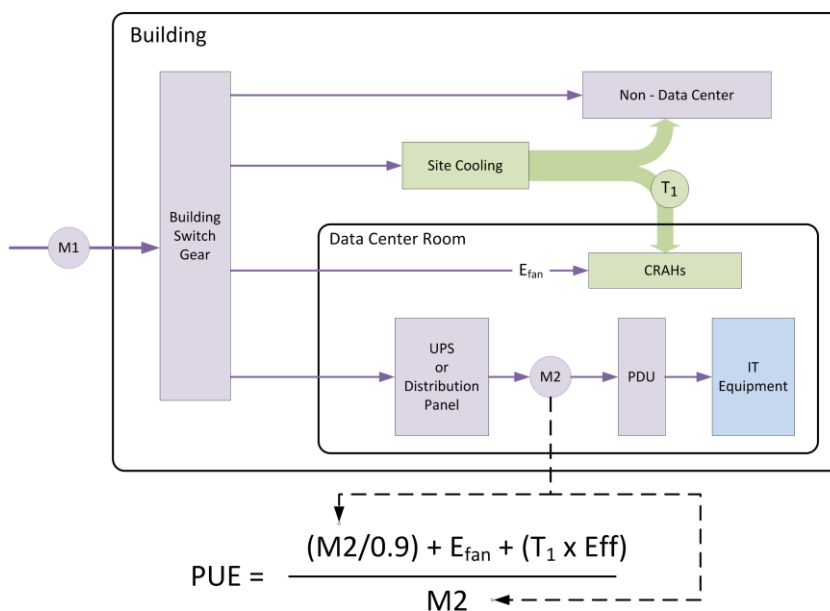 Building
Non - Data Center
Site Cooling
T1
Building
Switch
Gear
M1
Data Center Room
Efan
CRAHs
UPS
or
Distribution
Panel
M2
PDU
IT
Equipment
(M2/0.9) + Efan + (T1 x Eff)
PUE =
M2